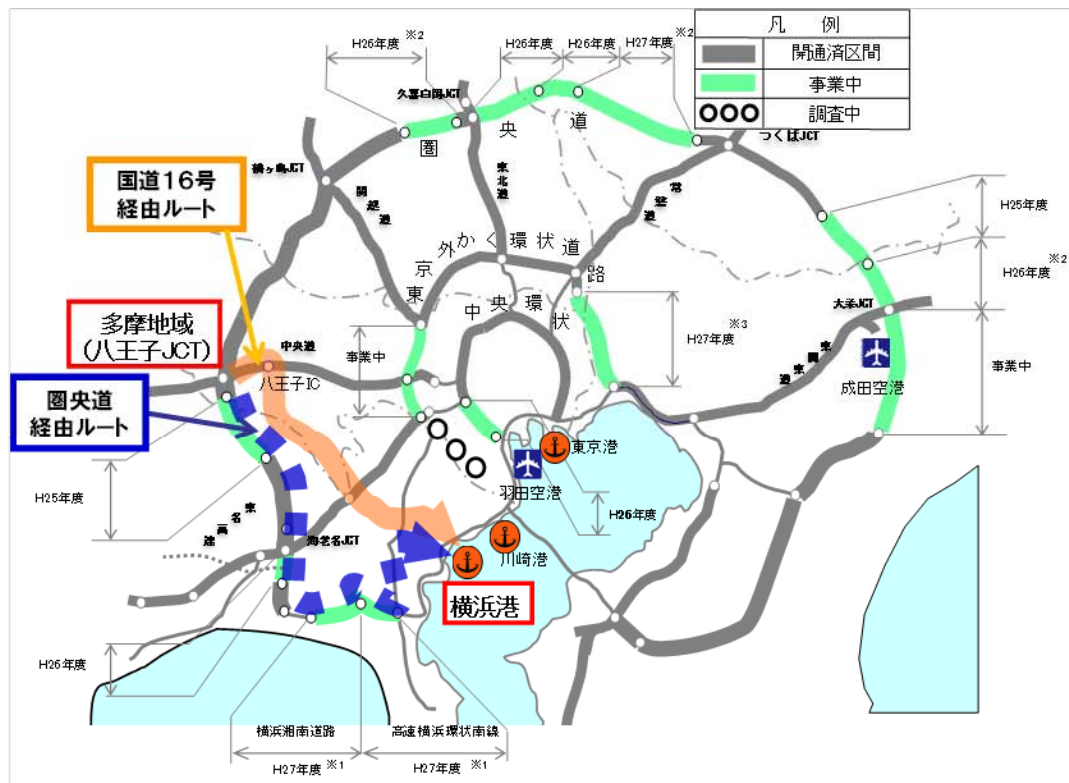 凡 例
開通済区間
事業中
調査中
H26年度 ※2
H26年度
H26年度
H27年度 ※2
久喜白岡JCT
圏央道
つくばJCT
鶴ヶ島JCT
関越道
東北道
常磐道
国道16号
経由ルート
東京外かく環状道路
中央環状
H25年度
H26年度 ※2
大栄JCT
事業中
多摩地域
(八王子JCT)
中央道
八王子IC
事業中
H27年度 ※3
東関東道
成田空港
圏央道
経由ルート
東京港
羽田空港
H25年度
H26年度
東名高速
海老名JCT
川崎港
横浜港
H26年度
横浜湘南道路
高速横浜環状南線
H27年度 ※1
H27年度 ※1